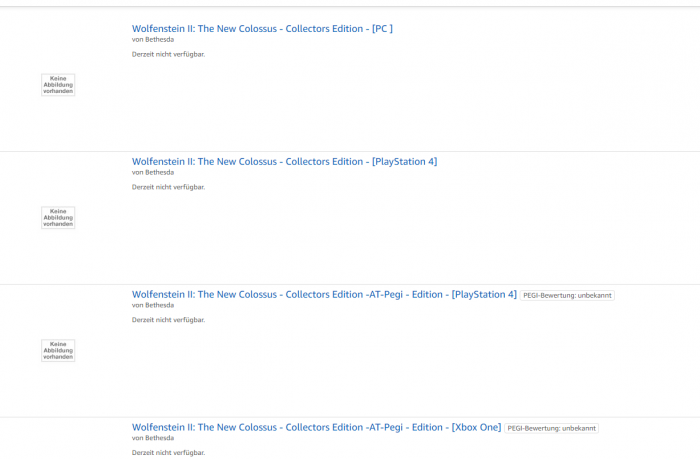 Wolfenstein II: The New Colossus - Collectors Edition - [PC ]
von Bethesda
Derzeit nicht verfügbar.
Keine
Abbildung
vorhanden
Wolfenstein II: The New Colossus - Collectors Edition - [PlayStation 4]
von Bethesda
Derzeit nicht verfügbar.
Keine
Abbildung
vorhanden
Wolfenstein II: The New Colossus - Collectors Edition -AT-Pegi - Edition - [PlayStation 4] PEGI-Bewertung: unbekannt
von Bethesda
Derzeit nicht verfügbar.
Keine
Abbildung
vorhanden
Wolfenstein II: The New Colossus - Collectors Edition -AT-Pegi - Edition - [Xbox One] PEGI-Bewertung: unbekannt
von Bethesda
Derzeit nicht verfügbar.